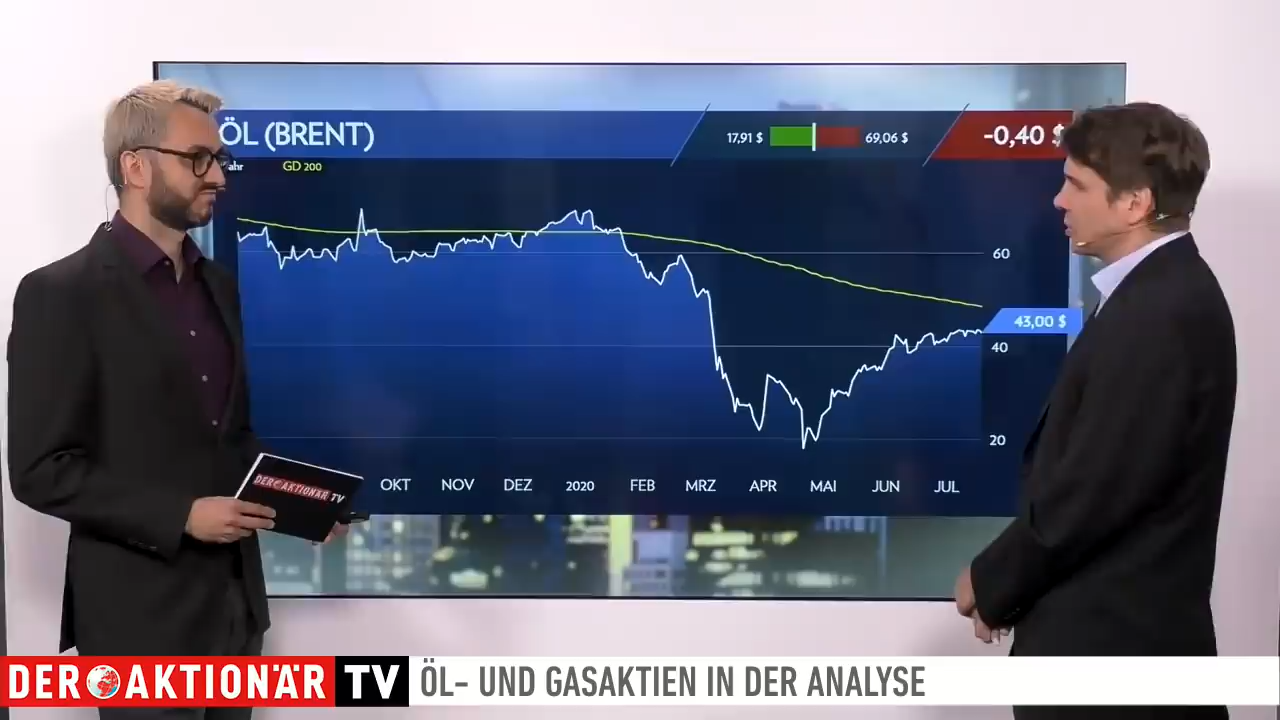 ÖL (BRENT)
17,91 $
69,06 $
-0,40 $
GD 200
60
43,00 $
40
20
OKT NOV DEZ 2020 FEB MRZ APR MAI JUN JUL
DER AKTIONÄR TV
DER AKTIONÄR TV
ÖL- UND GASAKTIEN IN DER ANALYSE